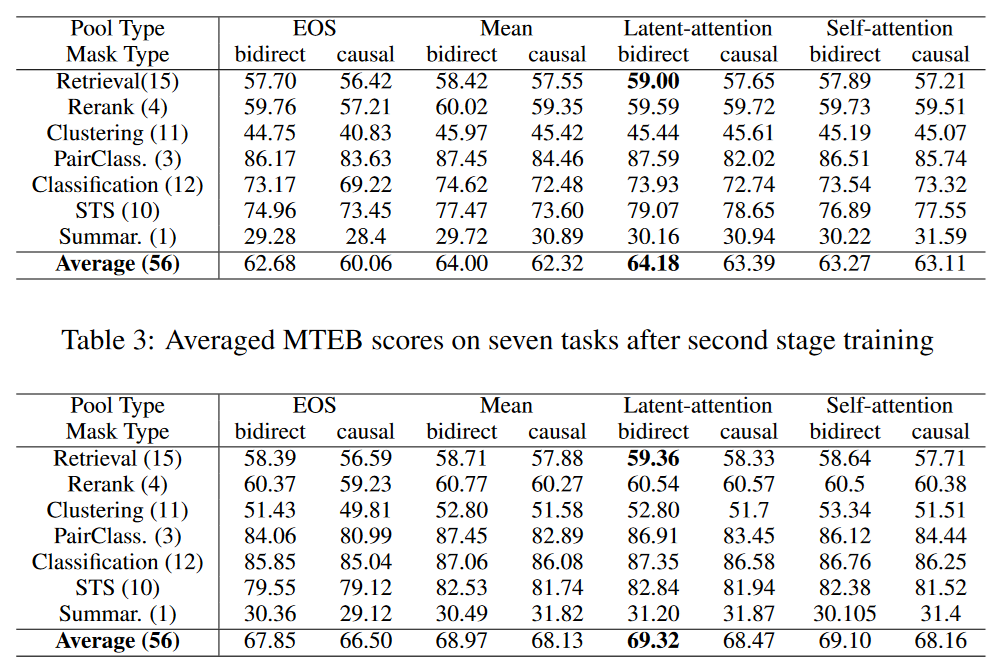 Pool Type EOS Mean Latent-attention Self-attention
Mask Type bidirect causal bidirect causal bidirect causal bidirect causal
Retrieval(15) 57.70 56.42 58.42 57.55 59.00 57.65 57.89 57.21
Rerank (4) 59.76 57.21 60.02 59.35 59.59 59.72 59.73 59.51
Clustering (11) 44.75 40.83 45.97 45.42 45.44 45.61 45.19 45.07
PairClass. (3) 86.17 83.63 87.45 84.46 87.59 82.02 86.51 85.74
Classification (12) 73.17 69.22 74.62 72.48 73.93 72.74 73.54 73.32
STS (10) 74.96 73.45 77.47 73.60 79.07 78.65 76.89 77.55
Summar. (1) 29.28 28.4 29.72 30.89 30.16 30.94 30.22 31.59
Average (56) 62.68 60.06 64.00 62.32 64.18 63.39 63.27 63.11
Table 3: Averaged MTEB scores on seven tasks after second stage training
Pool Type EOS Mean Latent-attention Self-attention
Mask Type bidirect causal bidirect causal bidirect causal bidirect causal
Retrieval (15) 58.39 56.59 58.71 57.88 59.36 58.33 58.64 57.71
Rerank (4) 60.37 59.23 60.77 60.27 60.54 60.57 60.5 60.38
Clustering (11) 51.43 49.81 52.80 51.58 52.80 51.7 53.34 51.51
PairClass. (3) 84.06 80.99 87.45 82.89 86.91 83.45 86.12 84.44
Classification (12) 85.85 85.04 87.06 86.08 87.35 86.58 86.76 86.25
STS (10) 79.55 79.12 82.53 81.74 82.84 81.94 82.38 81.52
Summar. (1) 30.36 29.12 30.49 31.82 31.20 31.87 30.105 31.4
Average (56) 67.85 66.50 68.97 68.13 69.32 68.47 69.10 68.16